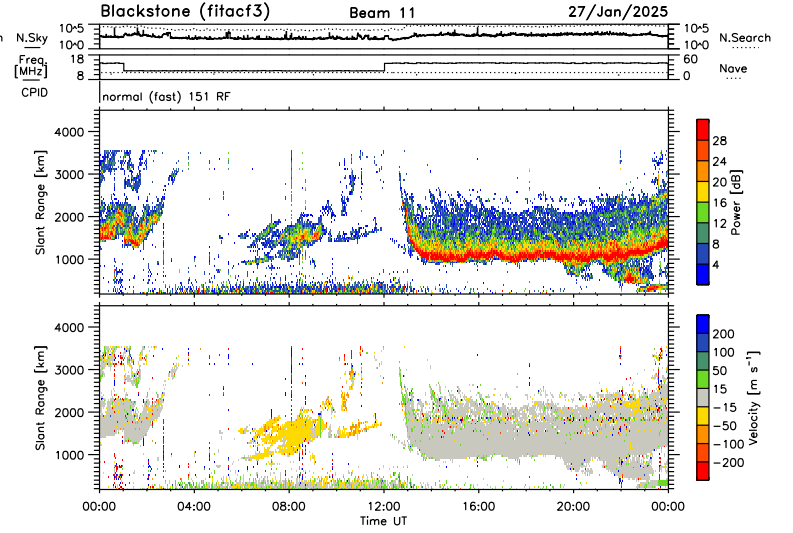 Blackstone (fitacf3) Beam 11 27/Jan/2025
n N.Sky 10^5 10^0 10^5 10^0 N.Search
Freq. [MHz] 18 8 60 0 Nave
CPID normal (fast) 151 RF
Slant Range [km] 4000 3000 2000 1000
28 24 20 16 12 8 4 Power [dB]
Slant Range [km] 4000 3000 2000 1000
200 100 50 15 −15 −50 −100 −200 Velocity [m s⁻¹]
00:00 04:00 08:00 12:00 16:00 20:00 00:00
Time UT